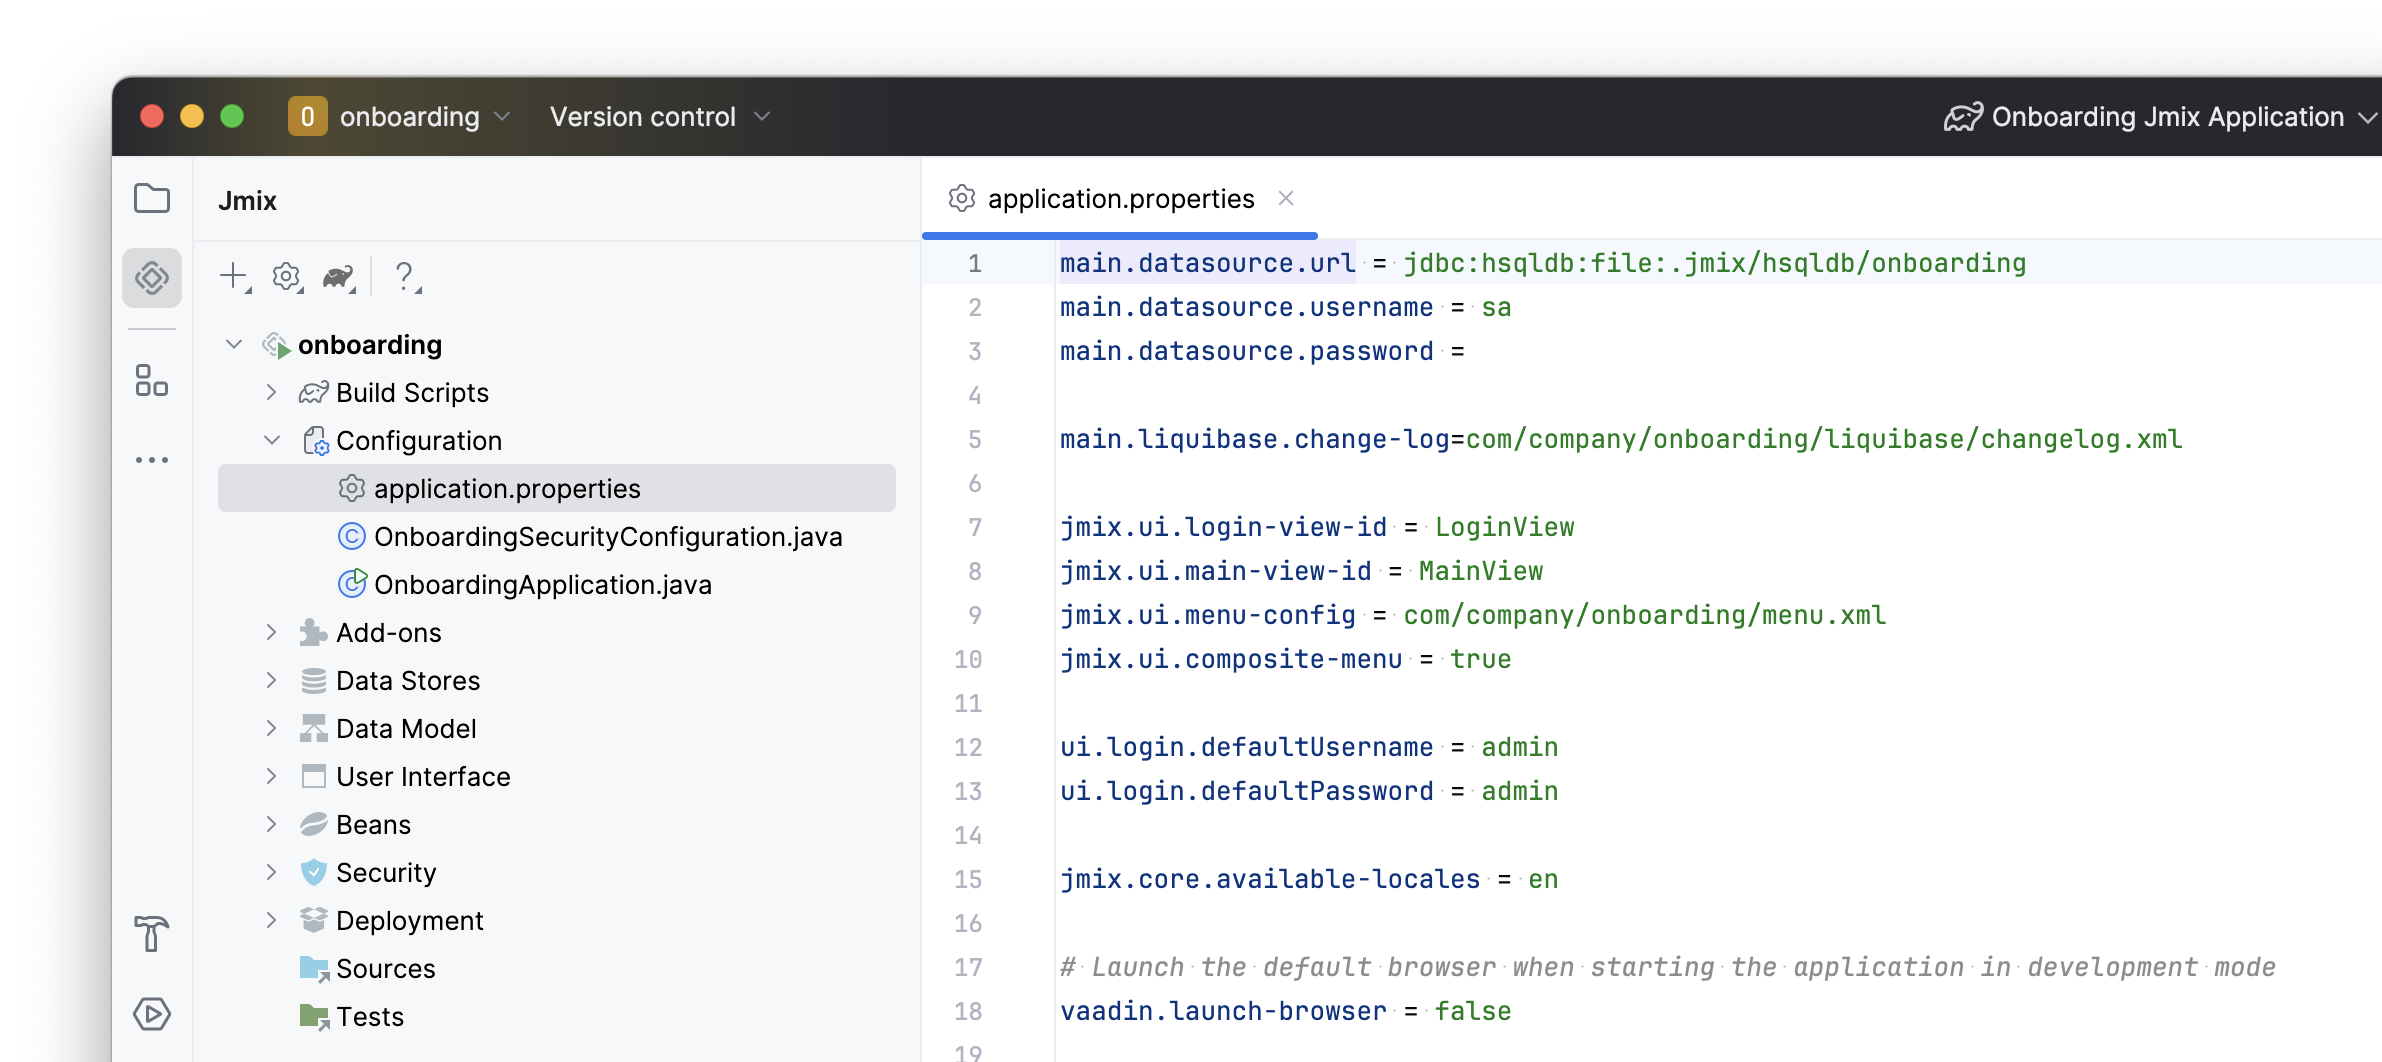 0 onboarding Version control Onboarding Jmix Application
Jmix
application.properties
?
onboarding
Build Scripts
Configuration
application.properties
OnboardingSecurityConfiguration.java
OnboardingApplication.java
Add-ons
Data Stores
Data Model
User Interface
Beans
Security
Deployment
Sources
Tests
1 main.datasource.url = jdbc:hsqldb:file:.jmix/hsqldb/onboarding
2 main.datasource.username = sa
3 main.datasource.password =
4
5 main.liquibase.change-log=com/company/onboarding/liquibase/changelog.xml
6
7 jmix.ui.login-view-id = LoginView
8 jmix.ui.main-view-id = MainView
9 jmix.ui.menu-config = com/company/onboarding/menu.xml
10 jmix.ui.composite-menu = true
11
12 ui.login.defaultUsername = admin
13 ui.login.defaultPassword = admin
14
15 jmix.core.available-locales = en
16
17 # Launch the default browser when starting the application in development mode
18 vaadin.launch-browser = false
19